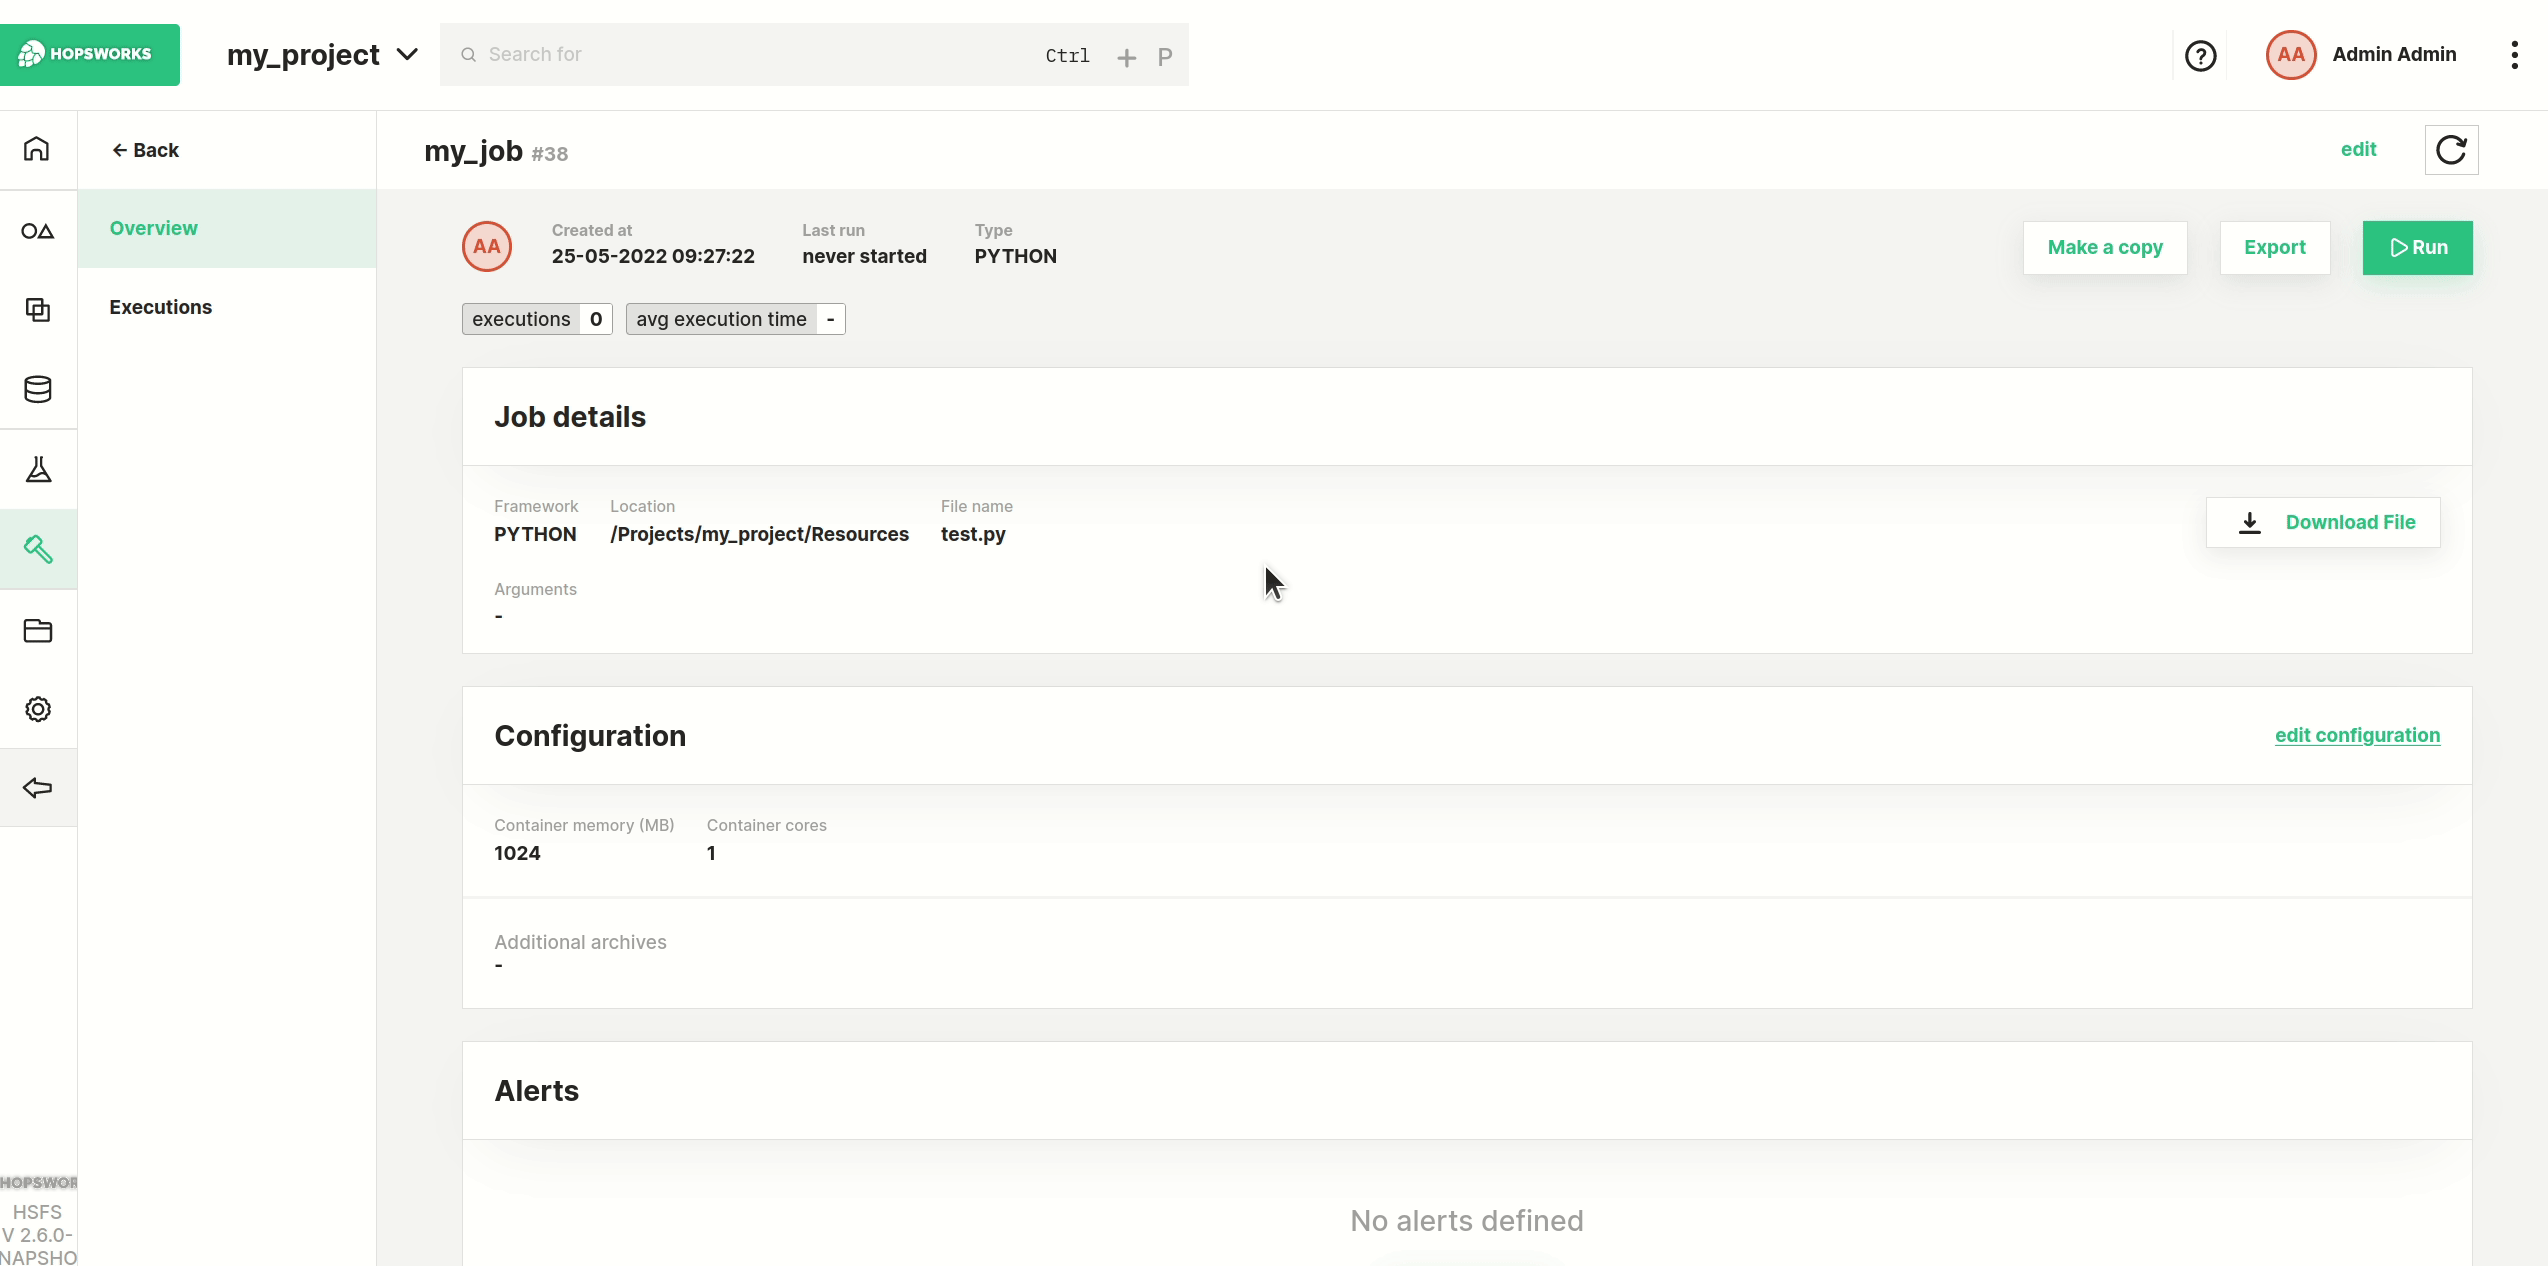 HOPSWORKS
my_project
Search for
Ctrl + P
AA
Admin Admin
← Back
Overview
Executions
my_job #38
edit
AA
Created at
25-05-2022 09:27:22
Last run
never started
Type
PYTHON
Make a copy
Export
Run
executions 0
avg execution time -
Job details
Framework
PYTHON
Location
/Projects/my_project/Resources
File name
test.py
Download File
Arguments
-
Configuration
edit configuration
Container memory (MB)
1024
Container cores
1
Additional archives
-
Alerts
No alerts defined
HOPSWOR
HSFS
V 2.6.0-
NAPSHO